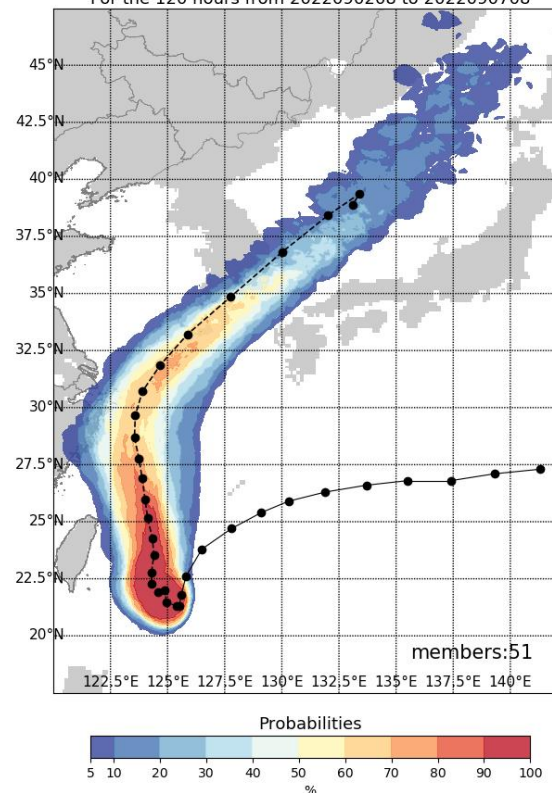 For the 120 hours from 2022090208 to 2022090708
45°N
42.5°N
40°N
37.5°N
35°N
32.5°N
30°N
27.5°N
25°N
22.5°N
20°N
members:51
122.5°E 125°E 127.5°E 130°E 132.5°E 135°E 137.5°E 140°E
Probabilities
5 10 20 30 40 50 60 70 80 90 100
%